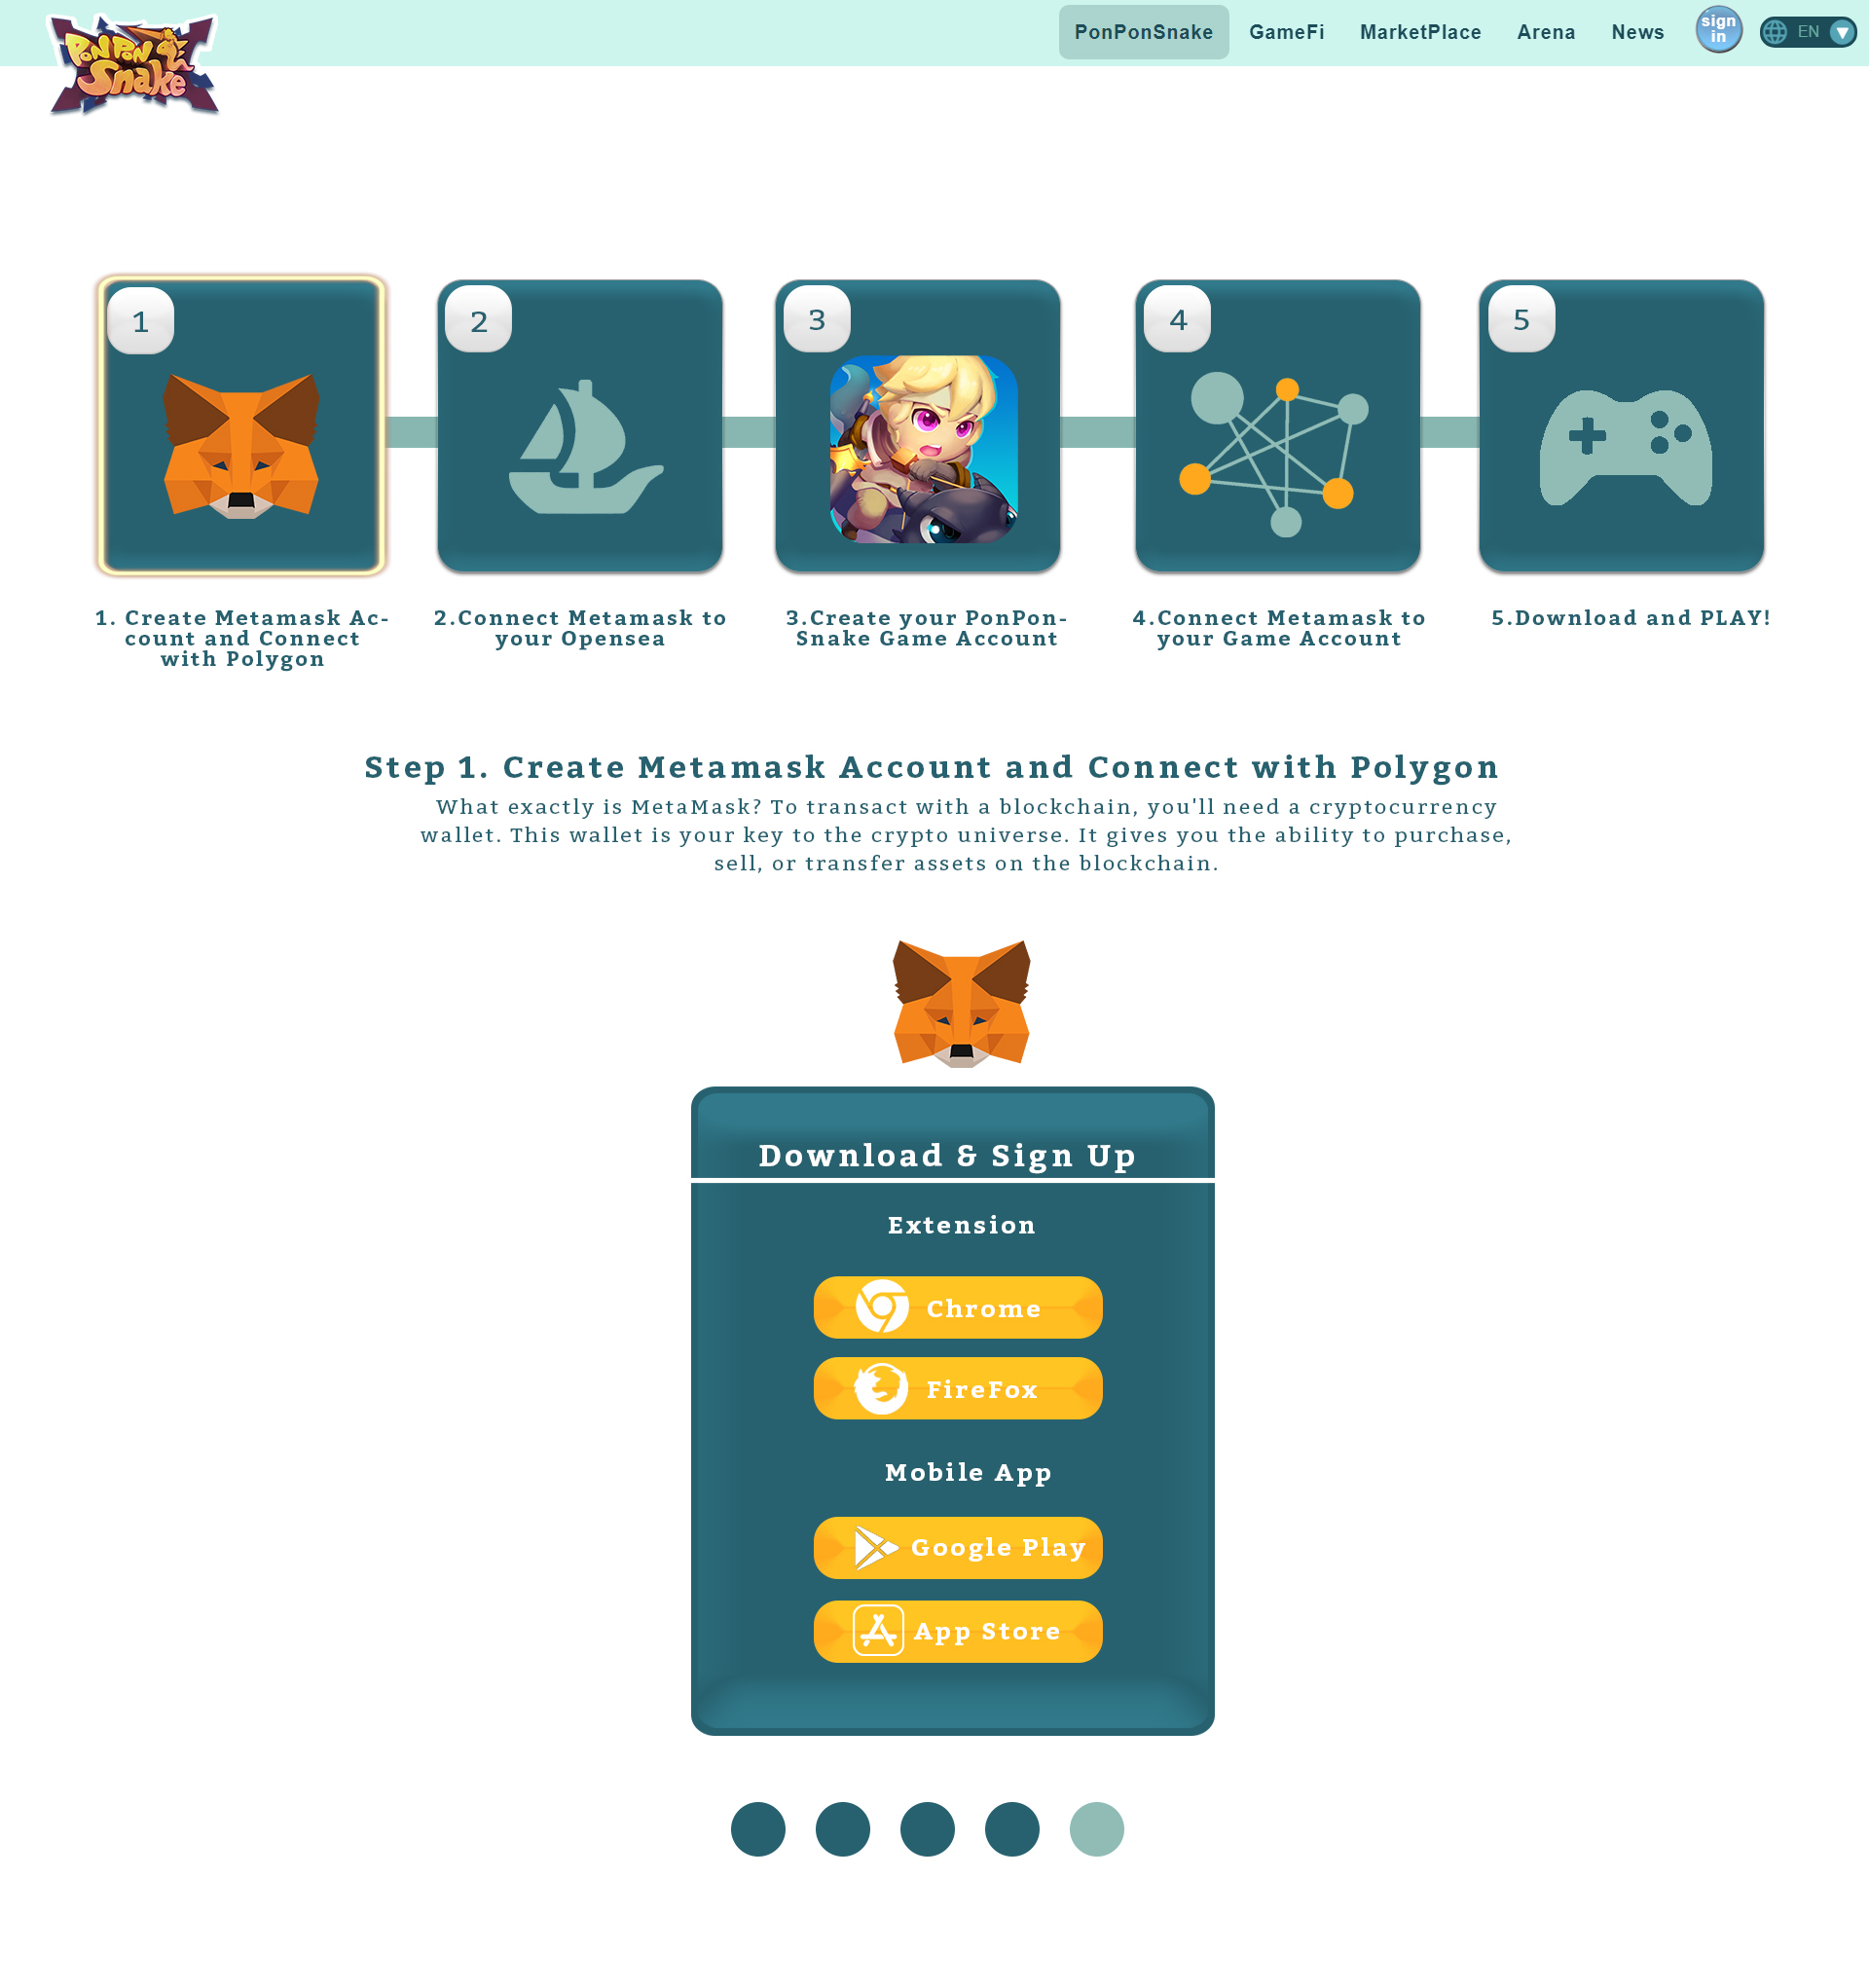 PonPon
Snake
PonPonSnake
GameFi
MarketPlace
Arena
News
sign
in
EN
1
2
3
4
5
1. Create Metamask Ac-
count and Connect
with Polygon
2.Connect Metamask to
your Opensea
3.Create your PonPon-
Snake Game Account
4.Connect Metamask to
your Game Account
5.Download and PLAY!
Step 1. Create Metamask Account and Connect with Polygon
What exactly is MetaMask? To transact with a blockchain, you'll need a cryptocurrency
wallet. This wallet is your key to the crypto universe. It gives you the ability to purchase,
sell, or transfer assets on the blockchain.
Download & Sign Up
Extension
Chrome
FireFox
Mobile App
Google Play
App Store